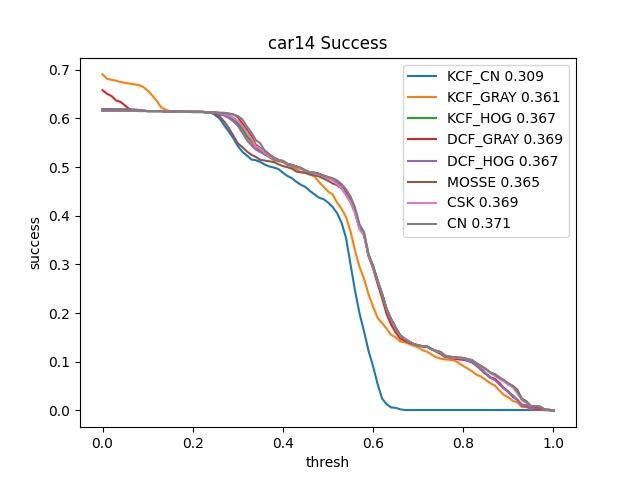 car14 Success
KCF_CN 0.309
KCF_GRAY 0.361
KCF_HOG 0.367
DCF_GRAY 0.369
DCF_HOG 0.367
MOSSE 0.365
CSK 0.369
CN 0.371
success
0.7
0.6
0.5
0.4
0.3
0.2
0.1
0.0
0.0 0.2 0.4 0.6 0.8 1.0
thresh